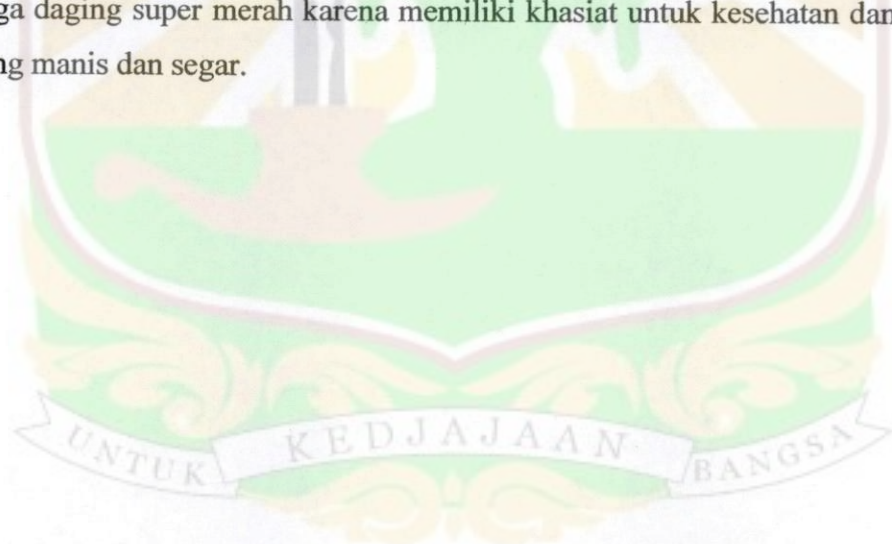 ga daging super merah karena memiliki khasiat untuk kesehatan dan
ng manis dan segar.
UNTUK KEDJAJAAN BANGSA